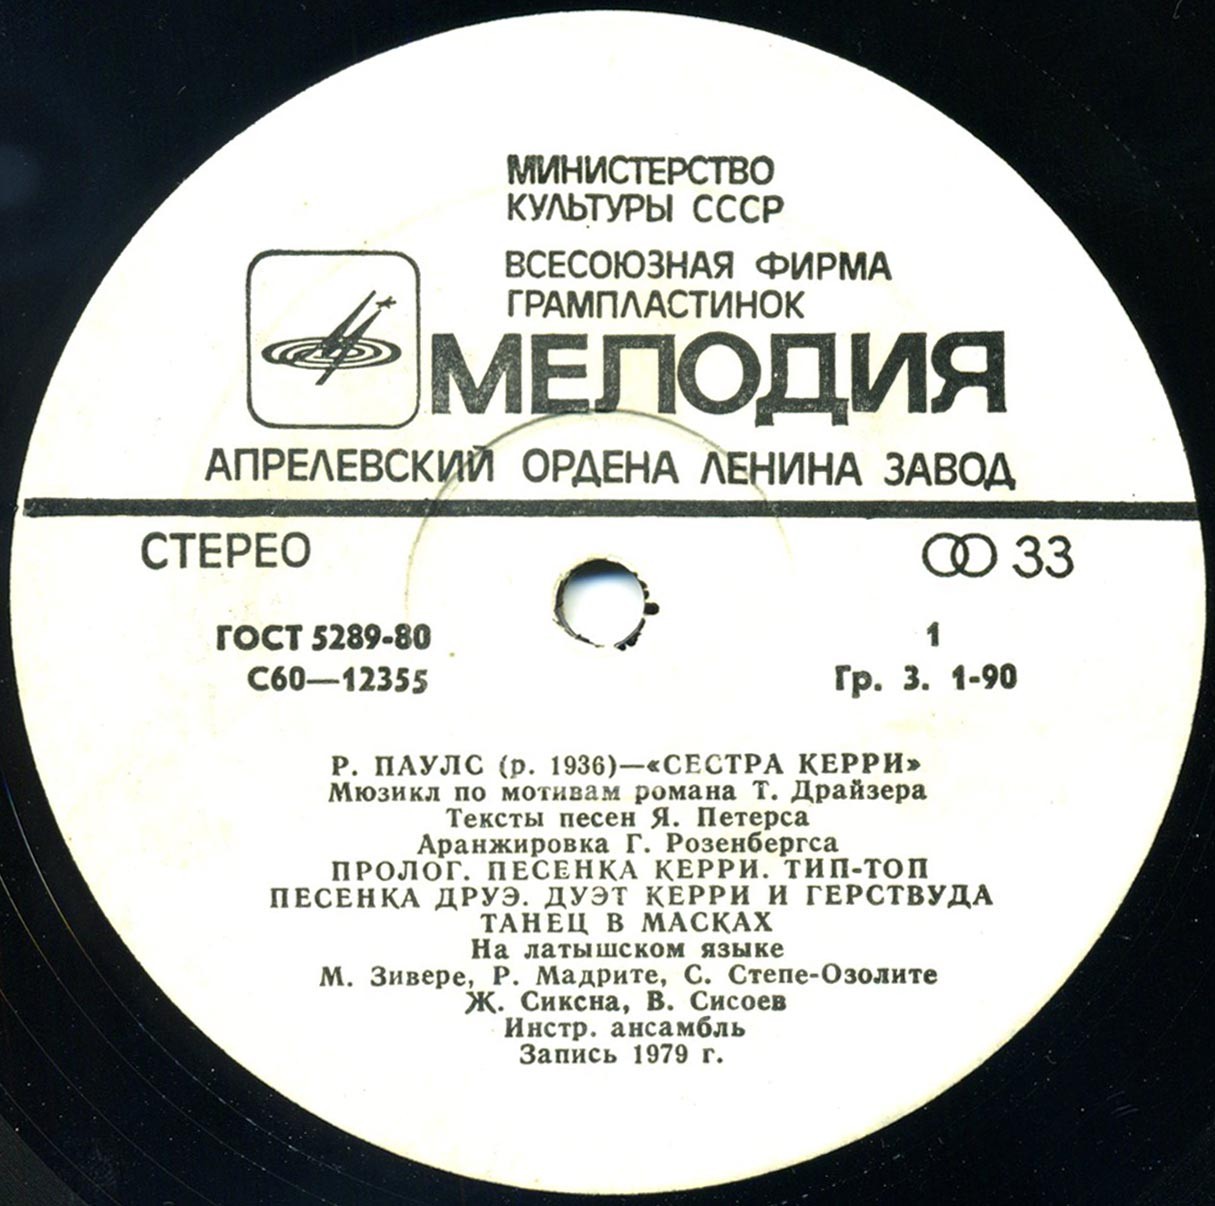 МИНИСТЕРСТВО
КУЛЬТУРЫ СССР
ВСЕСОЮЗНАЯ ФИРМА
ГРАМПЛАСТИНОК
МЕЛОДИЯ
АПРЕЛЕВСКИЙ ОРДЕНА ЛЕНИНА ЗАВОД
СТЕРЕО
33
ГОСТ 5289-80
1
С60—12355
Гр. 3. 1-90
Р. ПАУЛС (р. 1936)—«СЕСТРА КЕРРИ»
Мюзикл по мотивам романа Т. Драйзера
Тексты песен Я. Петерса
Аранжировка Г. Розенбергса
ПРОЛОГ. ПЕСЕНКА КЕРРИ. ТИП-ТОП
ПЕСЕНКА ДРУЭ. ДУЭТ КЕРРИ И ГЕРСТВУДА
ТАНЕЦ В МАСКАХ
На латышском языке
М. Зивере, Р. Мадрите, С. Степе-Озолите
Ж. Сиксна, В. Сисоев
Инстр. ансамбль
Запись 1979 г.